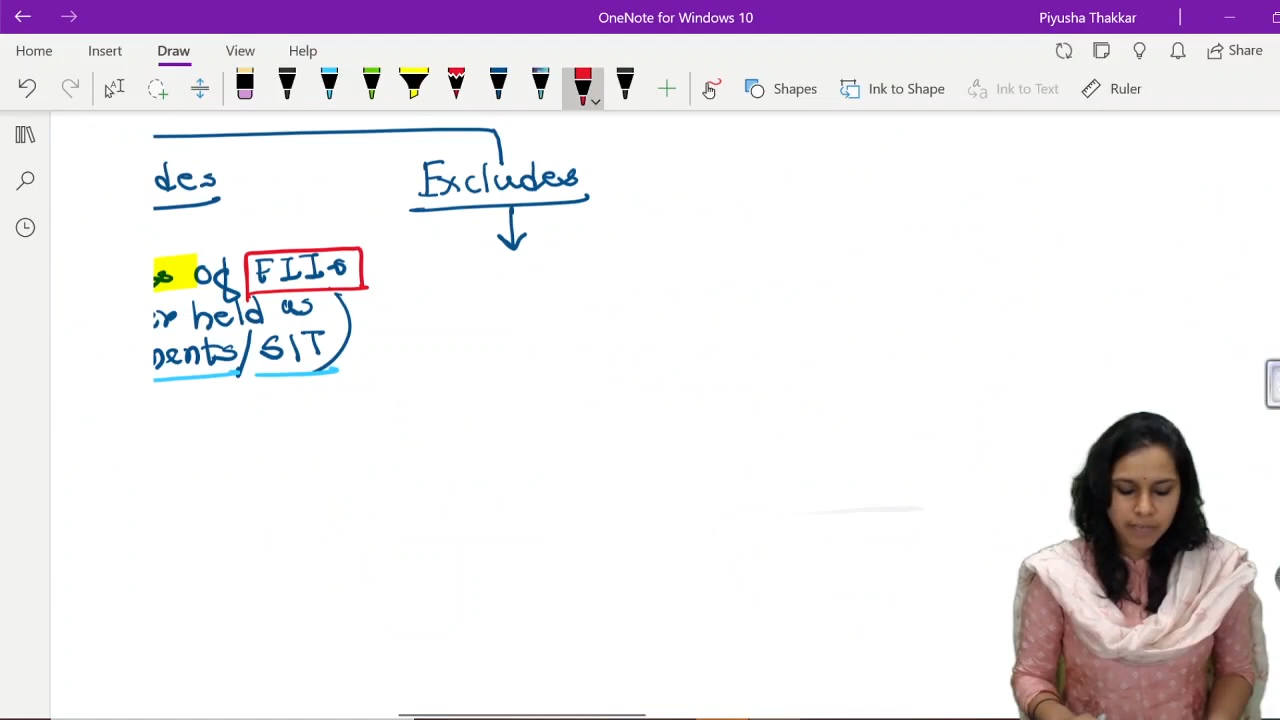 OneNote for Windows 10
Piyusha Thakkar
Home Insert Draw View Help
Share
Shapes Ink to Shape Ink to Text Ruler
des
Excludes
of FIIs
held as
ments/SIT